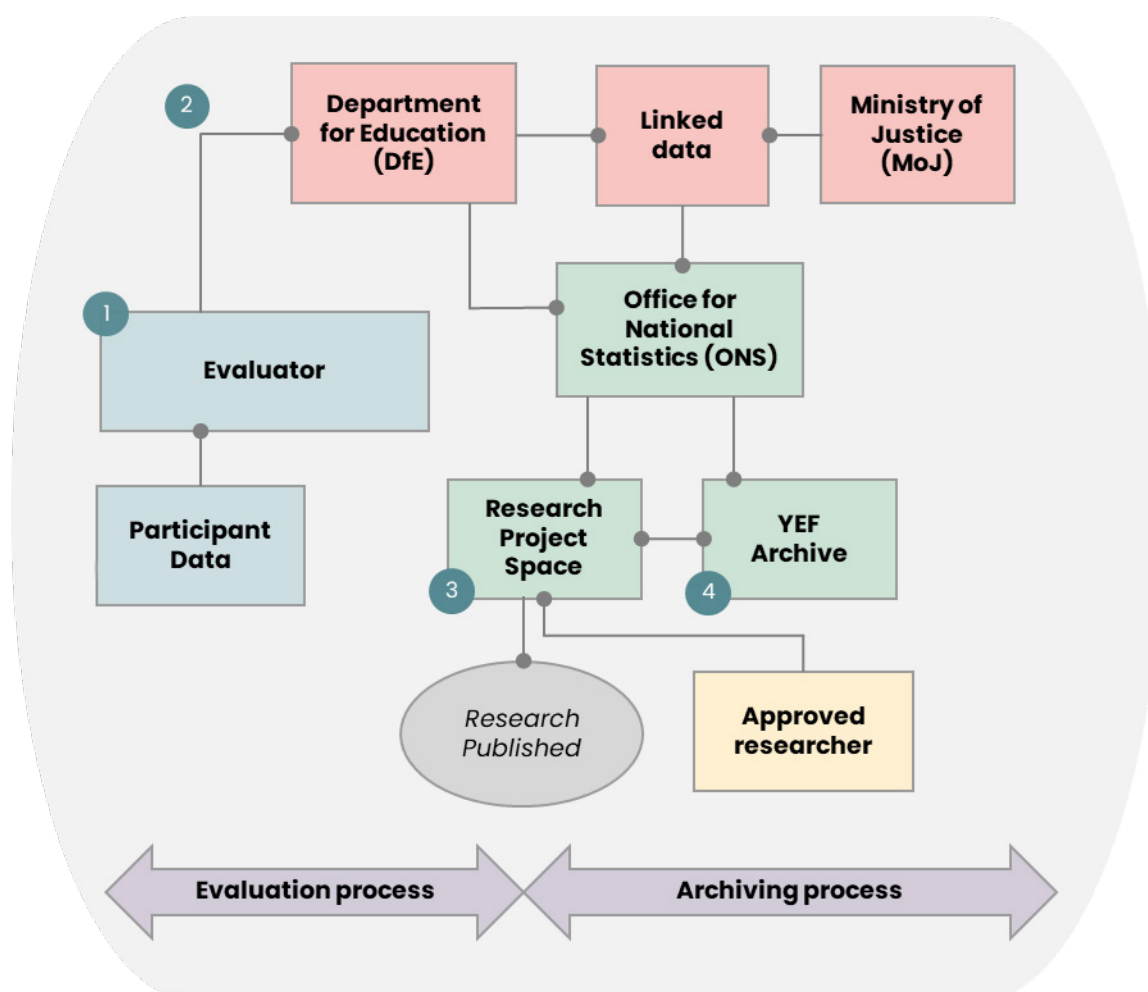 2
Department
for Education
(DfE)
Linked
data
Ministry of
Justice
(MoJ)
1
Evaluator
Office for
National
Statistics (ONS)
Participant
Data
Research
Project
Space
3
YEF
Archive
4
Research
Published
Approved
researcher
Evaluation process
Archiving process